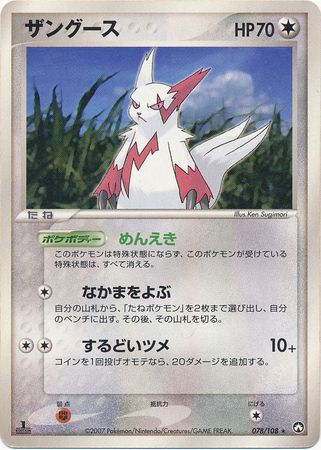 ザングース
HP70
たね
Illus.Ken Sugimori
ポケボディー めんえき
このポケモンは特殊状態にならず、このポケモンが受けている
特殊状態は、すべて消える。
なかまをよぶ
自分の山札から、「たねポケモン」を2枚まで選び出し、自分
のベンチに出す。その後、その山札を切る。
するどいツメ 10+
コインを1回投げオモテなら、20ダメージを追加する。
弱点 抵抗力 にげる
1 EDITION
©2007 Pokémon/Nintendo/Creatures/GAME FREAK.
078/108 ★